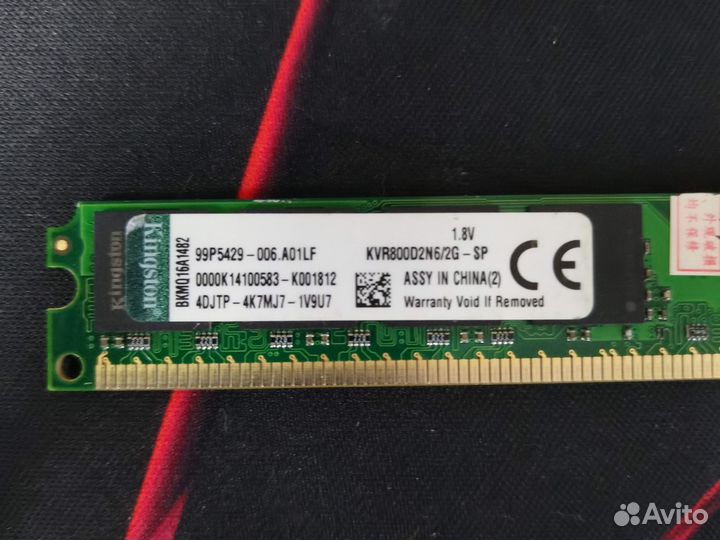 Kingston
Kingston
BKMQ16A1482
99P5429-006.A01LF
0000K14100583-K001812
4DJTP-4K7MJ7-1V9U7
1.8V
KVR800D2N6/2G-SP
ASSY IN CHINA(2)
Warranty Void If Removed
CE
Avito